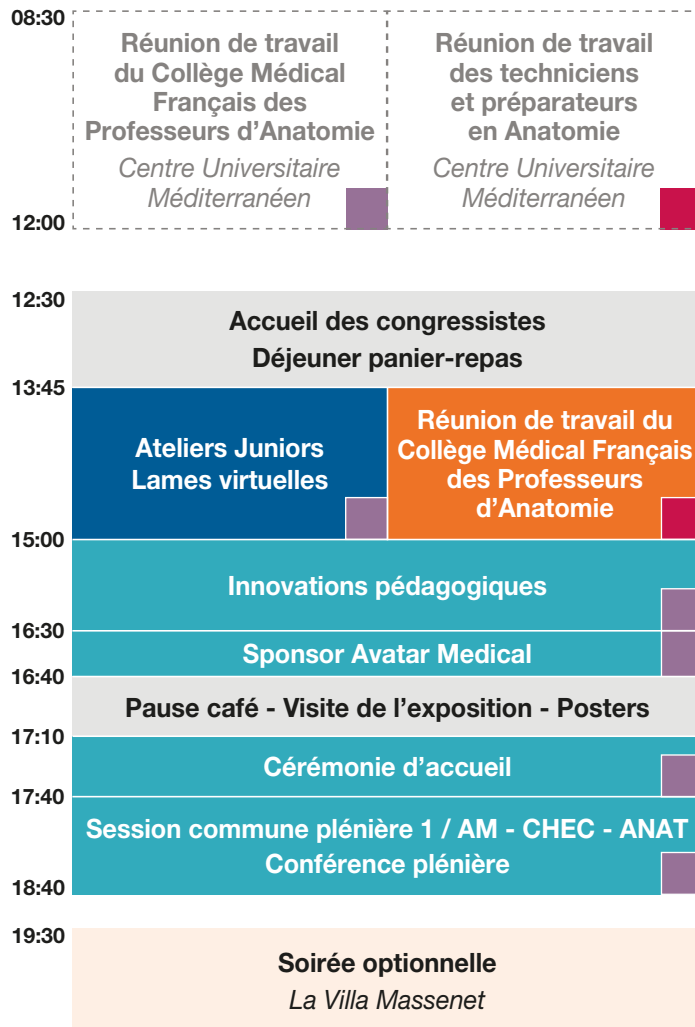 08:30
Réunion de travail
du Collège Médical
Français des
Professeurs d'Anatomie
Centre Universitaire
Méditerranéen
Réunion de travail
des techniciens
et préparateurs
en Anatomie
Centre Universitaire
Méditerranéen
12:00
12:30
Accueil des congressistes
Déjeuner panier-repas
13:45
Ateliers Juniors
Lames virtuelles
Réunion de travail du
Collège Médical Français
des Professeurs
d'Anatomie
15:00
Innovations pédagogiques
16:30
Sponsor Avatar Medical
16:40
Pause café - Visite de l'exposition - Posters
17:10
Cérémonie d'accueil
17:40
Session commune plénière 1 / AM - CHEC - ANAT
Conférence plénière
18:40
19:30
Soirée optionnelle
La Villa Massenet